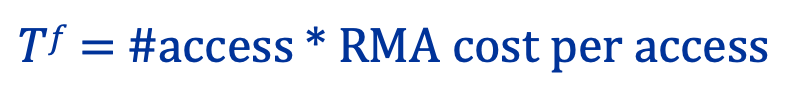 T^f = #access * RMA cost per access